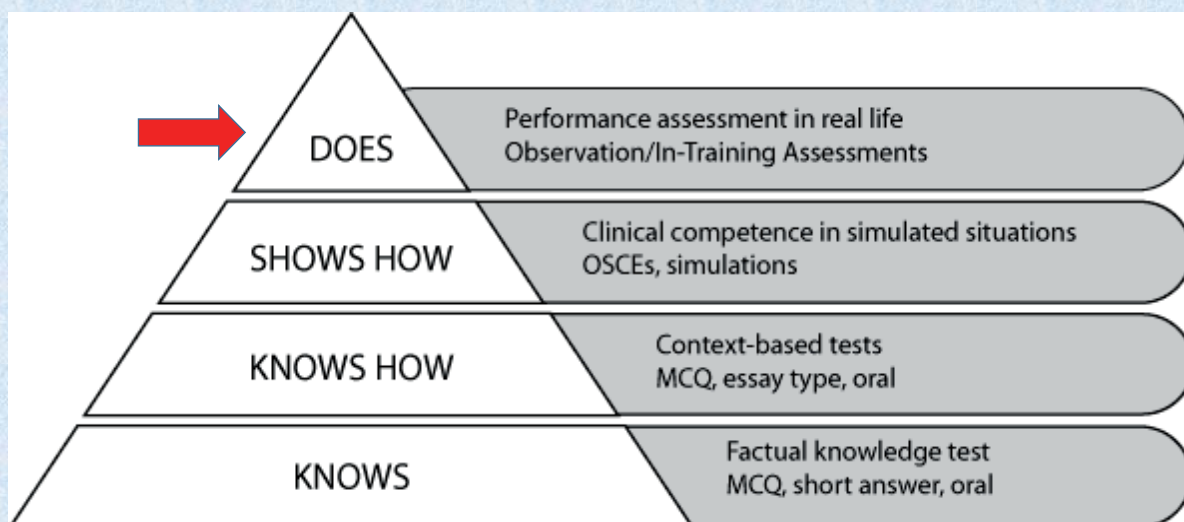 DOES
Performance assessment in real life
Observation/In-Training Assessments
SHOWS HOW
Clinical competence in simulated situations
OSCEs, simulations
KNOWS HOW
Context-based tests
MCQ, essay type, oral
KNOWS
Factual knowledge test
MCQ, short answer, oral